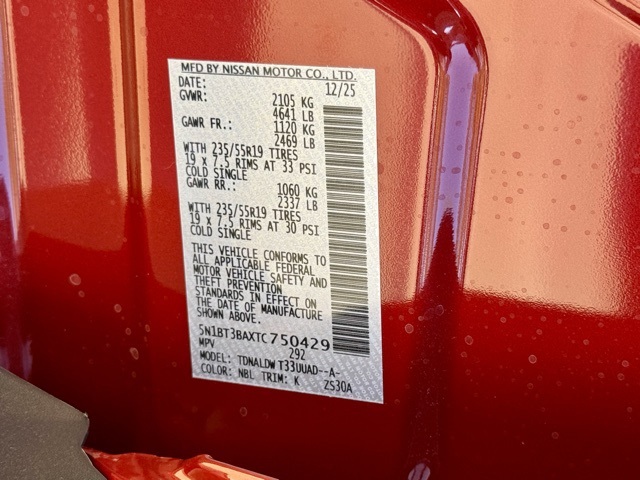 MFD BY NISSAN MOTOR CO., LTD.
DATE: 12/25
GVWR: 2105 KG
4641 LB
GAWR FR.: 1120 KG
2469 LB
WITH 235/55R19 TIRES
19 x 7.5 RIMS AT 33 PSI
COLD SINGLE
GAWR RR.: 1060 KG
2337 LB
WITH 235/55R19 TIRES
19 x 7.5 RIMS AT 30 PSI
COLD SINGLE
THIS VEHICLE CONFORMS TO
ALL APPLICABLE FEDERAL
MOTOR VEHICLE SAFETY AND
THEFT PREVENTION
STANDARDS IN EFFECT ON
THE DATE OF MANUFACTURE
SHOWN ABOVE.
5N1BT3BAXTC750429
MPV 292
MODEL: TDNALDW T33UUAD--A-
COLOR: NBL TRIM: K ZS30A